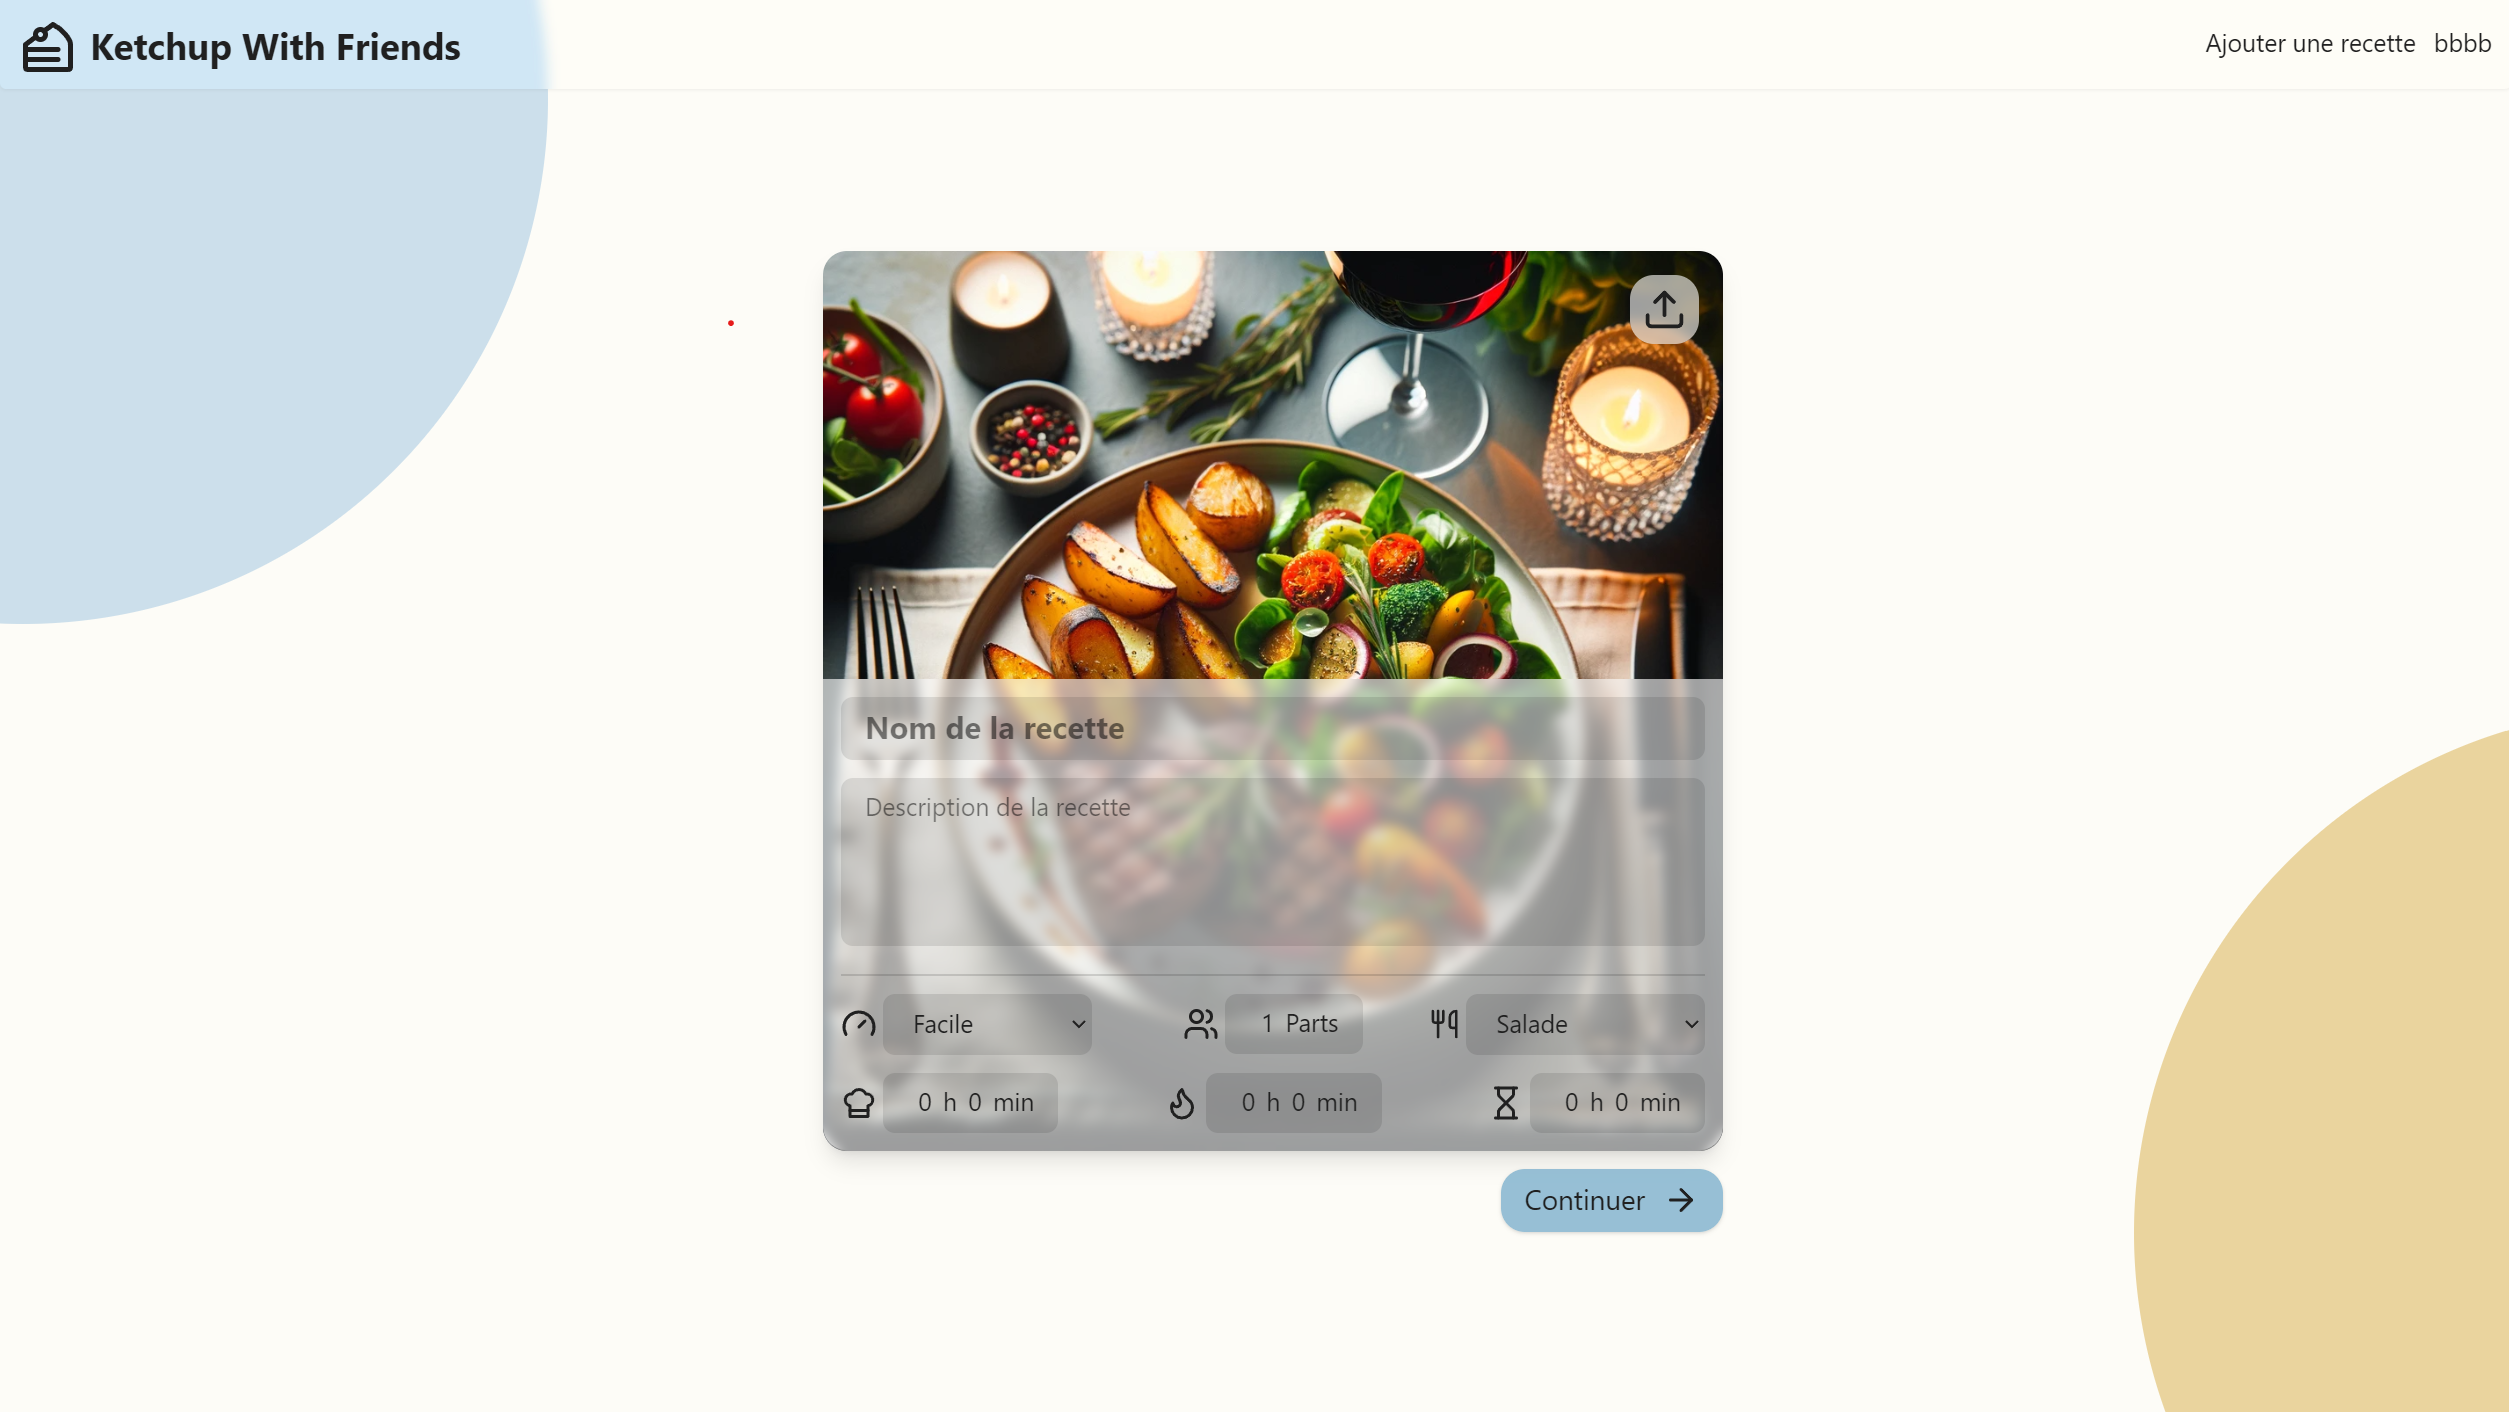 Ketchup With Friends
Ajouter une recette bbbb
Nom de la recette
Description de la recette
Facile 1 Parts Salade
0 h 0 min 0 h 0 min 0 h 0 min
Continuer